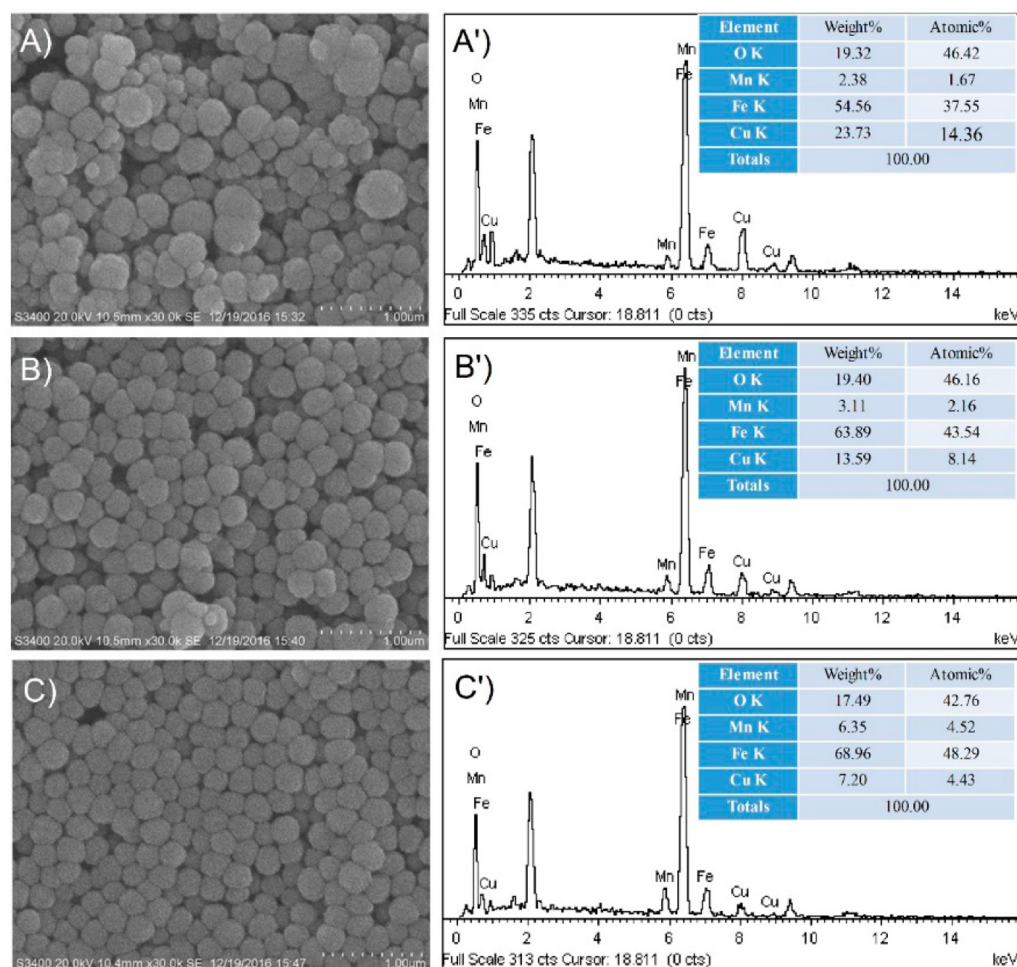 A)
S3400 20.0kV 10.5mm x30.0k SE 12/19/2016 15:32 1.00um
A')
Mn
Fe
O
Mn
Fe
Cu
Mn
Fe
Cu
Cu
Element Weight% Atomic%
O K 19.32 46.42
Mn K 2.38 1.67
Fe K 54.56 37.55
Cu K 23.73 14.36
Totals 100.00
0 2 4 6 8 10 12 14
Full Scale 335 cts Cursor: 18.811 (0 cts) keV
B)
S3400 20.0kV 10.5mm x30.0k SE 12/19/2016 15:40 1.00um
B')
Mn
Fe
O
Mn
Fe
Cu
Mn
Fe
Cu
Cu
Element Weight% Atomic%
O K 19.40 46.16
Mn K 3.11 2.16
Fe K 63.89 43.54
Cu K 13.59 8.14
Totals 100.00
0 2 4 6 8 10 12 14
Full Scale 325 cts Cursor: 18.811 (0 cts) keV
C)
S3400 20.0kV 10.4mm x30.0k SE 12/19/2016 15:47 1.00um
C')
Mn
Fe
O
Mn
Fe
Cu
Mn
Fe
Cu
Cu
Element Weight% Atomic%
O K 17.49 42.76
Mn K 6.35 4.52
Fe K 68.96 48.29
Cu K 7.20 4.43
Totals 100.00
0 2 4 6 8 10 12 14
Full Scale 313 cts Cursor: 18.811 (0 cts) keV